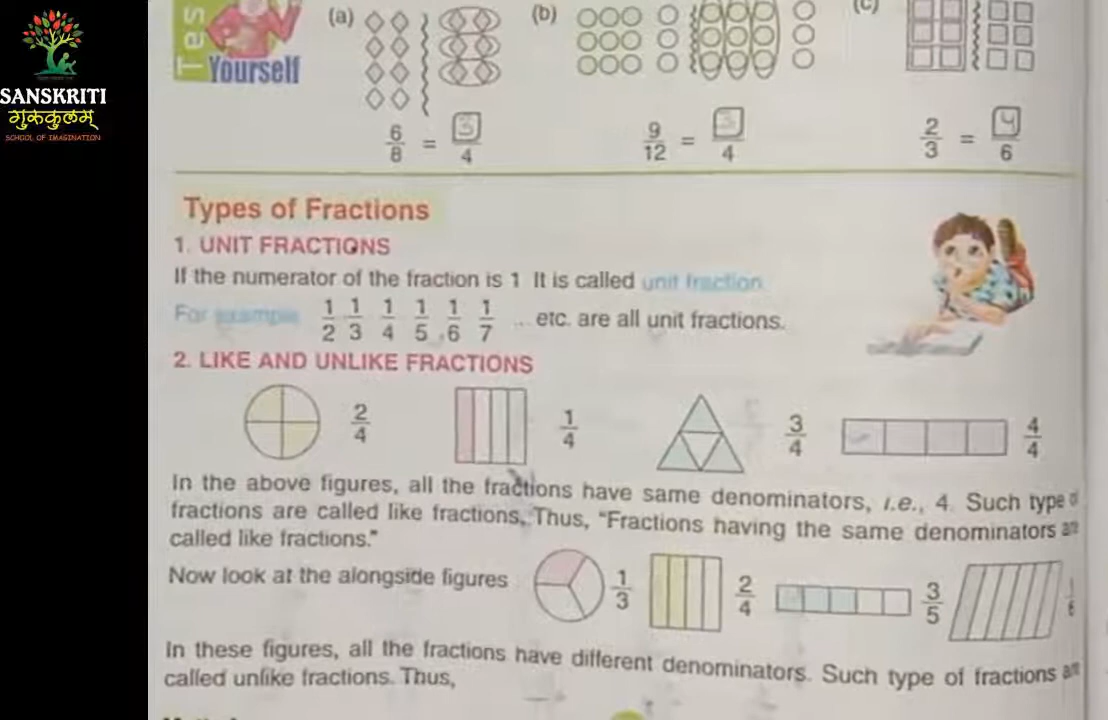 SANSKRITI
गुरुकुलम्
SCHOOL OF IMAGINATION
Yourself
(a)
(b)
(c)
6/8 = 3/4
9/12 = 3/4
2/3 = 4/6
Types of Fractions
1. UNIT FRACTIONS
If the numerator of the fraction is 1 It is called unit fraction
For example 1/2 1/3 1/4 1/5 , 1/6 1/7 ... etc. are all unit fractions.
2. LIKE AND UNLIKE FRACTIONS
2/4 1/4 3/4 4/4
In the above figures, all the fractions have same denominators, i.e., 4. Such type of
fractions are called like fractions. Thus, "Fractions having the same denominators are
called like fractions."
Now look at the alongside figures 1/3 2/4 3/5 1/6
In these figures, all the fractions have different denominators. Such type of fractions are
called unlike fractions. Thus,